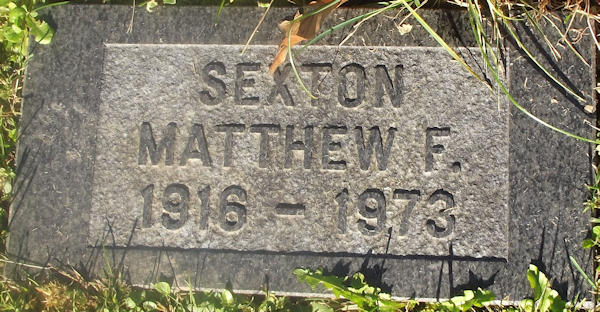 SEXTON
MATTHEW F.
1916 - 1973